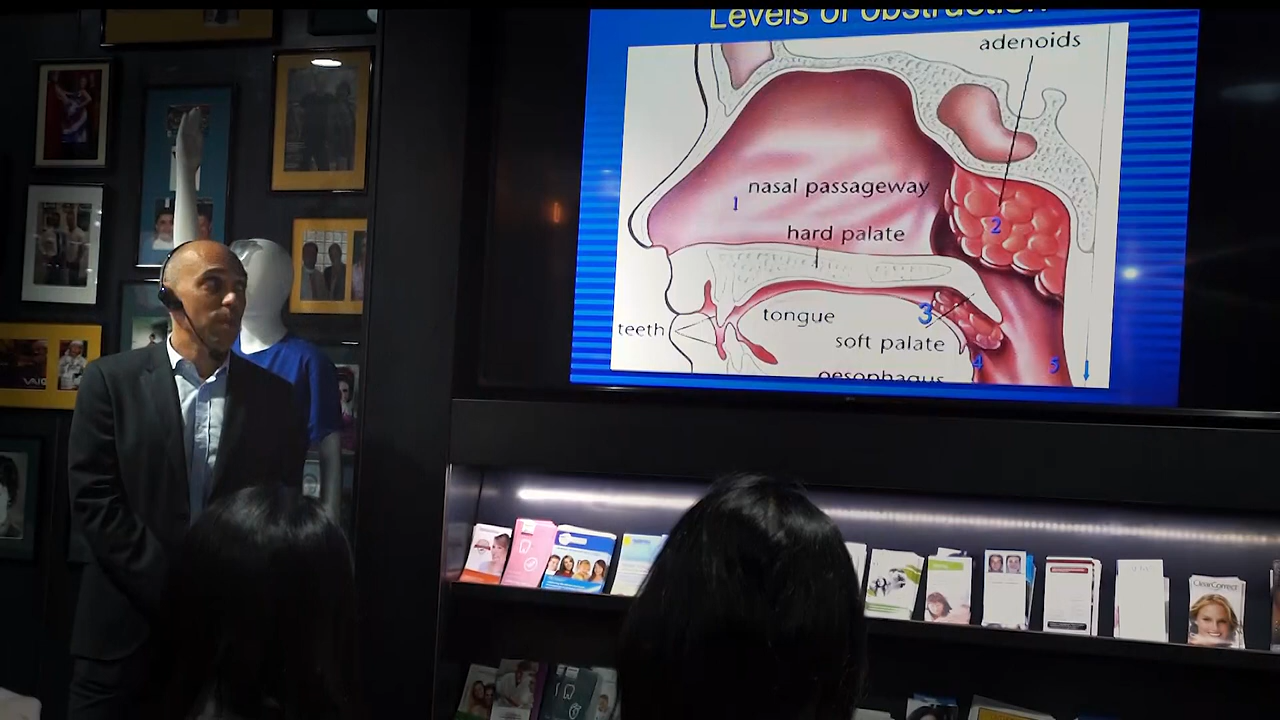 Levels of obstruction
adenoids
nasal passageway
1
2
hard palate
teeth
tongue
3
soft palate
4
5
oesophagus
VAIO
ClearCorrect